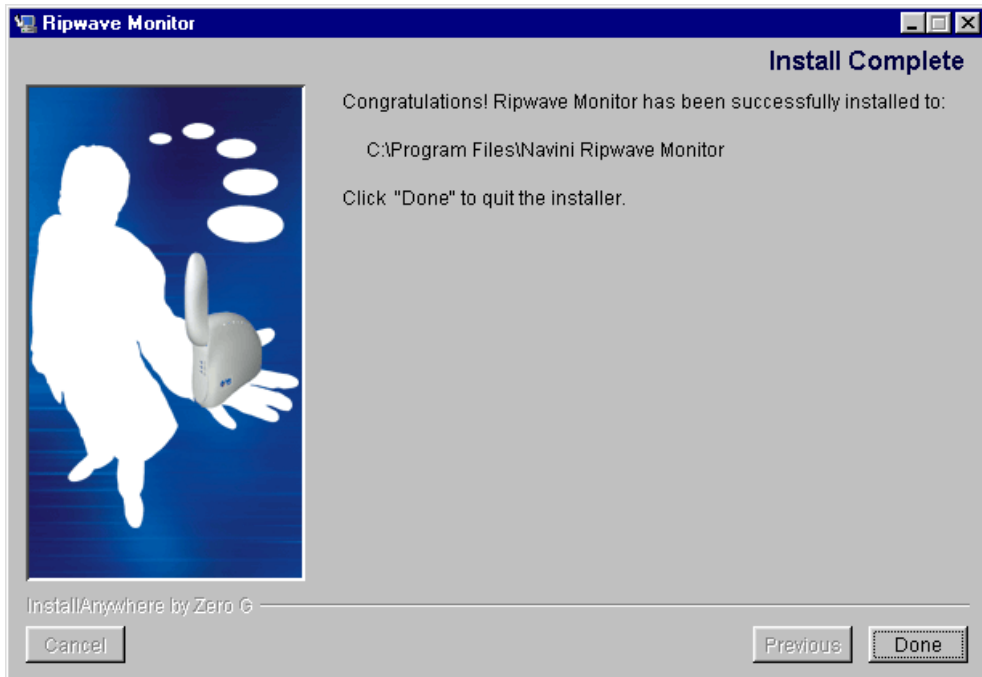 Ripwave Monitor
Install Complete
Congratulations! Ripwave Monitor has been successfully installed to:
C:\Program Files\Navini Ripwave Monitor
Click "Done" to quit the installer.
InstallAnywhere by Zero G
Cancel
Previous
Done